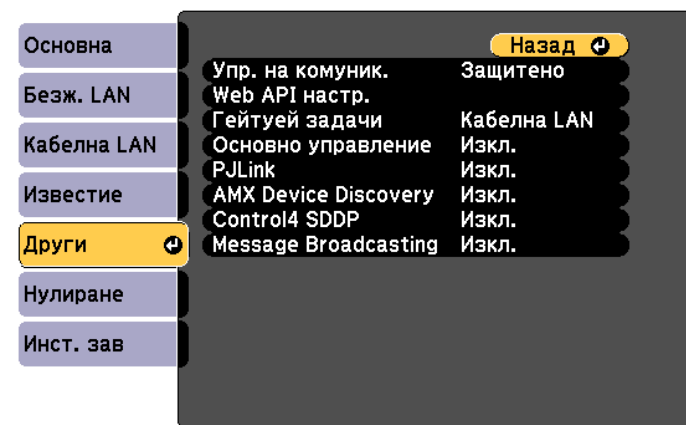 Основна
Безж. LAN
Кабелна LAN
Известие
Други
Нулиране
Инст. зав
Назад
Упр. на комуник. Защитено
Web API настр.
Гейтуей задачи Кабелна LAN
Основно управление Изкл.
PJLink Изкл.
AMX Device Discovery Изкл.
Control4 SDDP Изкл.
Message Broadcasting Изкл.